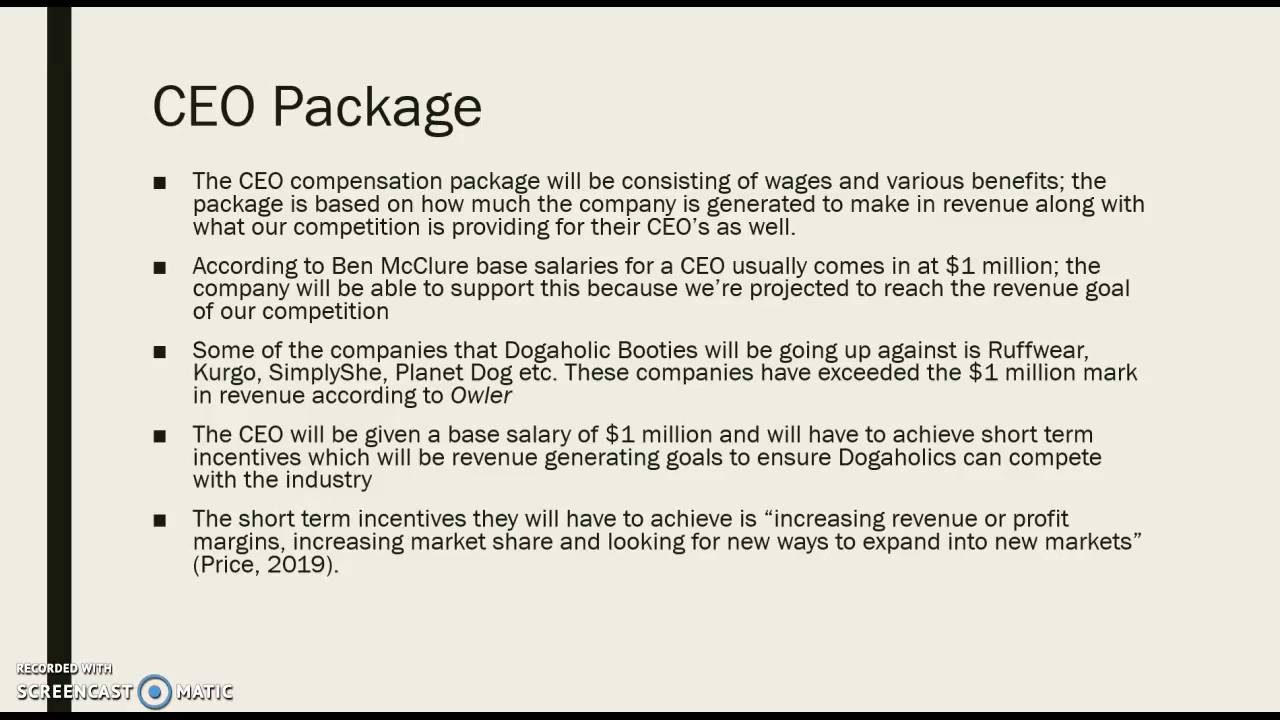 CEO Package
■ The CEO compensation package will be consisting of wages and various benefits; the
package is based on how much the company is generated to make in revenue along with
what our competition is providing for their CEO’s as well.
■ According to Ben McClure base salaries for a CEO usually comes in at $1 million; the
company will be able to support this because we’re projected to reach the revenue goal
of our competition
■ Some of the companies that Dogaholic Booties will be going up against is Ruffwear,
Kurgo, SimplyShe, Planet Dog etc. These companies have exceeded the $1 million mark
in revenue according to Owler
■ The CEO will be given a base salary of $1 million and will have to achieve short term
incentives which will be revenue generating goals to ensure Dogaholics can compete
with the industry
■ The short term incentives they will have to achieve is “increasing revenue or profit
margins, increasing market share and looking for new ways to expand into new markets”
(Price, 2019).
RECORDED WITH
SCREENCAST MATIC